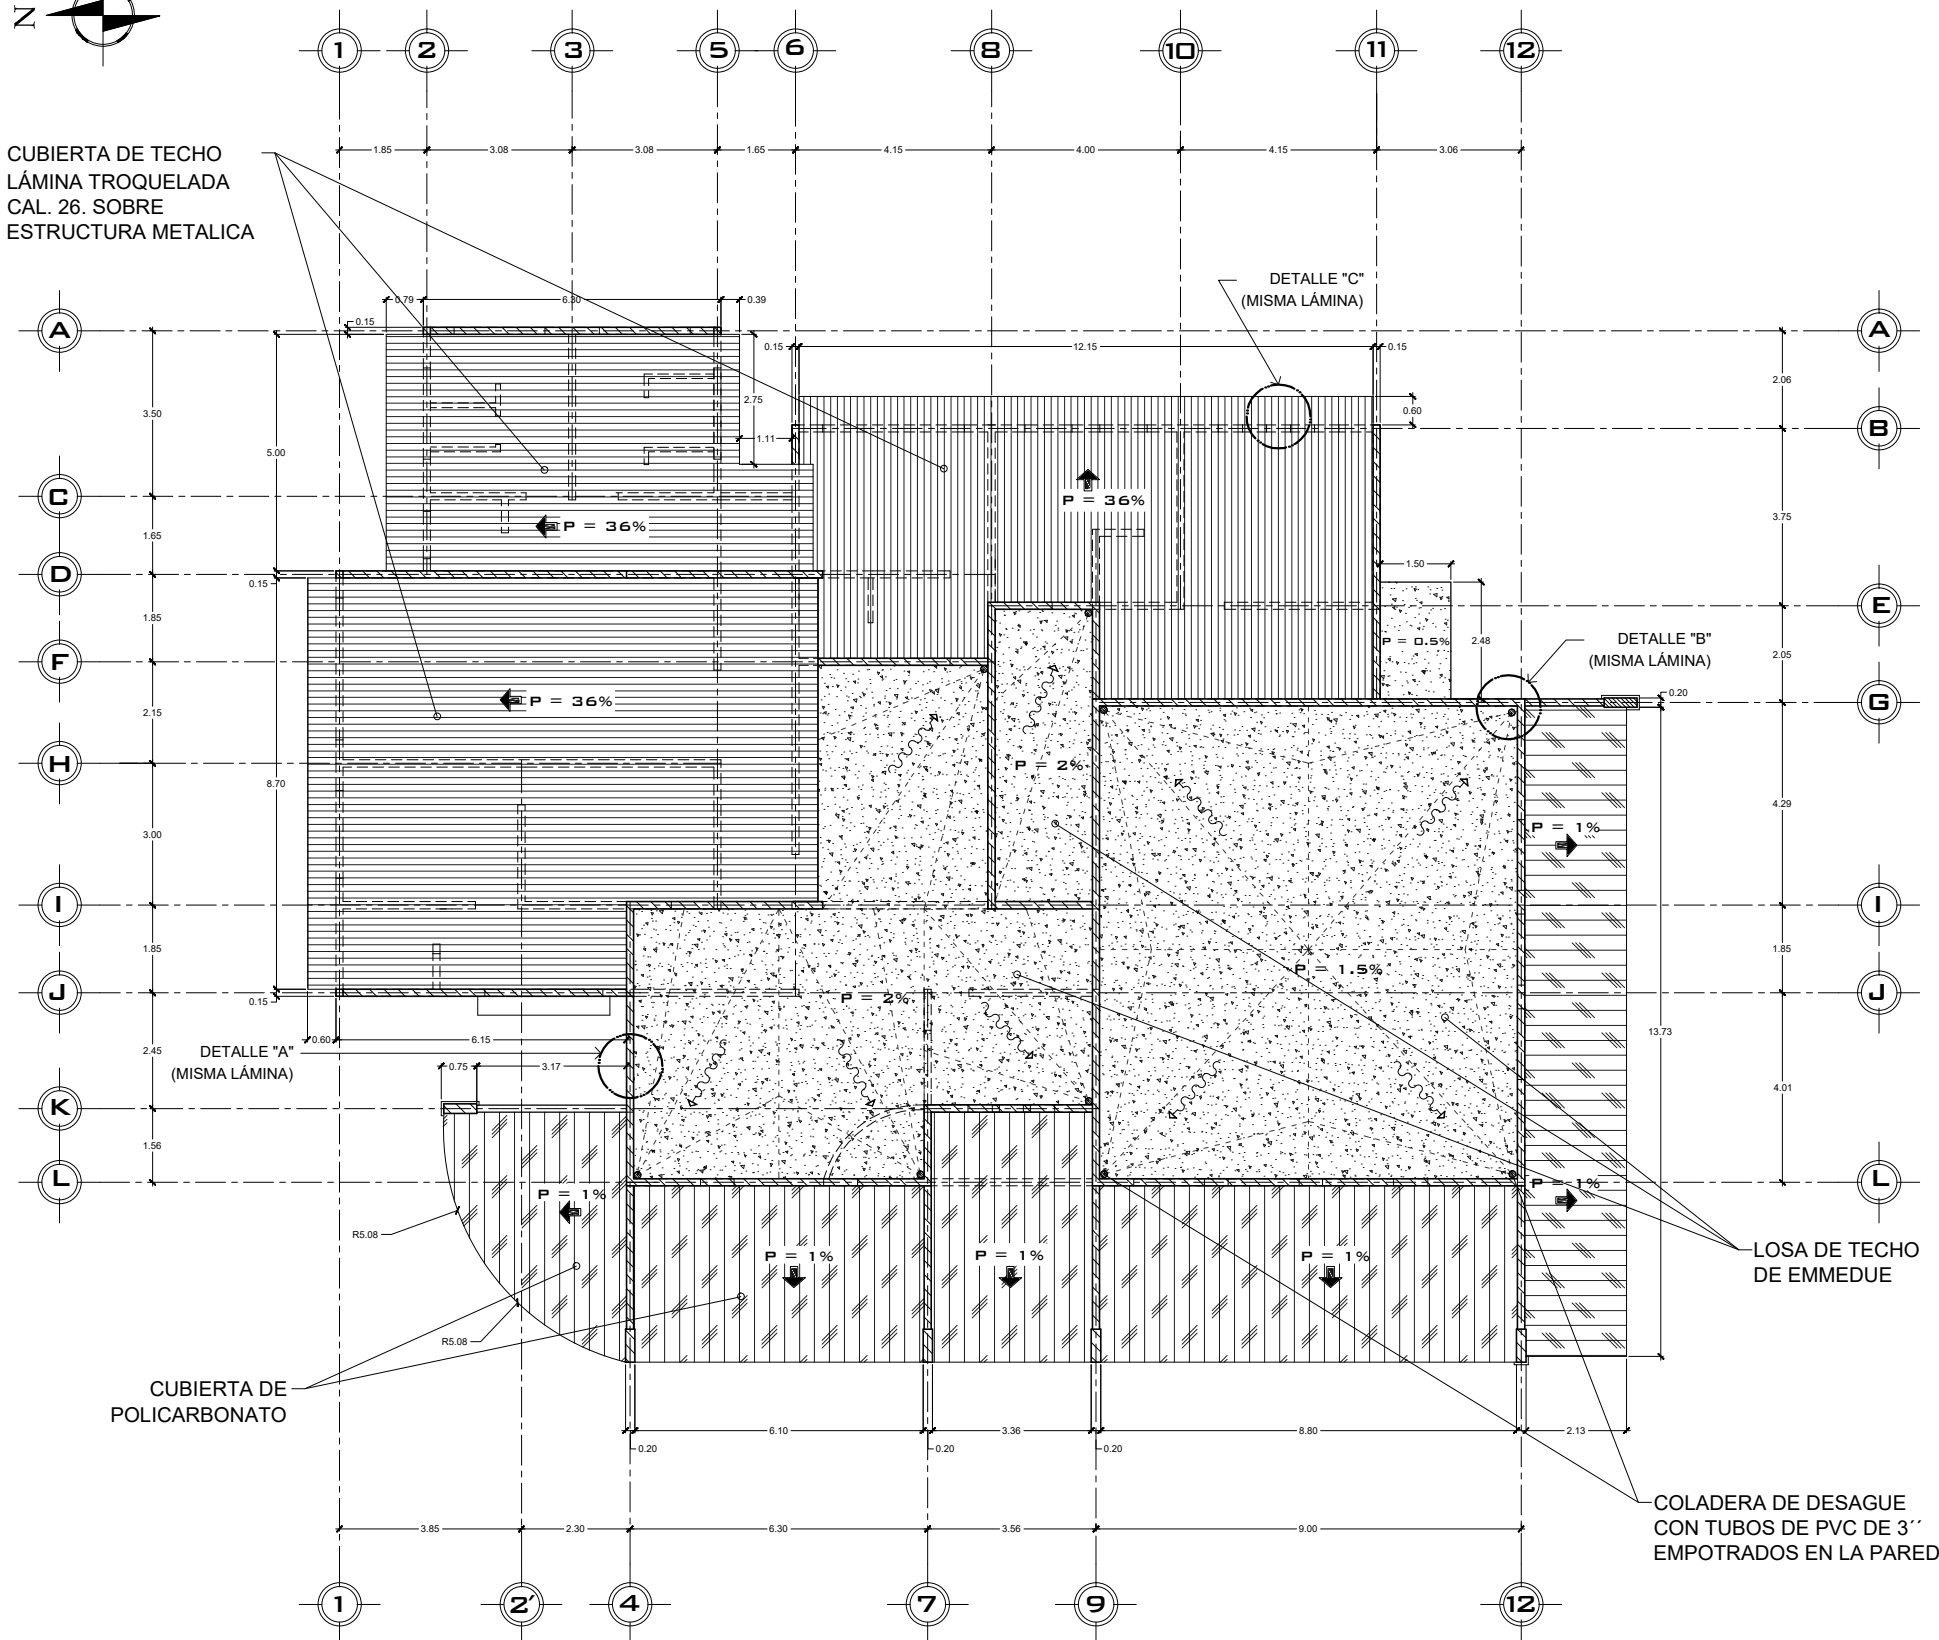 N
1 2 3 5 6 8 10 11 12
1.85 3.08 3.08 1.65 4.15 4.00 4.15 3.06
CUBIERTA DE TECHO
LÁMINA TROQUELADA
CAL. 26. SOBRE
ESTRUCTURA METALICA
DETALLE "C"
(MISMA LÁMINA)
0.79 6.30 0.39
A 0.15 A
0.15 12.15 0.15
2.06
2.75 0.60
3.50
B
1.11
5.00
C P = 36%
3.75
P = 36%
1.65
1.50
D
0.15
E
1.85
P = 0.5% 2.48
DETALLE "B"
(MISMA LÁMINA)
2.05
F
0.20
P = 36% G
2.15
H P = 2%
8.70 4.29
3.00 P = 1%
I I
1.85 1.85
P = 1.5%
J P = 2% J
0.15
13.73
0.60 6.15
2.45
DETALLE "A"
(MISMA LÁMINA)
0.75 3.17
4.01
K
1.56
L P = 1% P = 1% L
R5.08
P = 1% P = 1% P = 1%
LOSA DE TECHO
DE EMMEDUE
R5.08
CUBIERTA DE
POLICARBONATO
6.10 3.36 8.80 2.13
0.20 0.20 0.20
COLADERA DE DESAGUE
CON TUBOS DE PVC DE 3´´
EMPOTRADOS EN LA PARED
3.85 2.30 6.30 3.56 9.00
1 2' 4 7 9 12